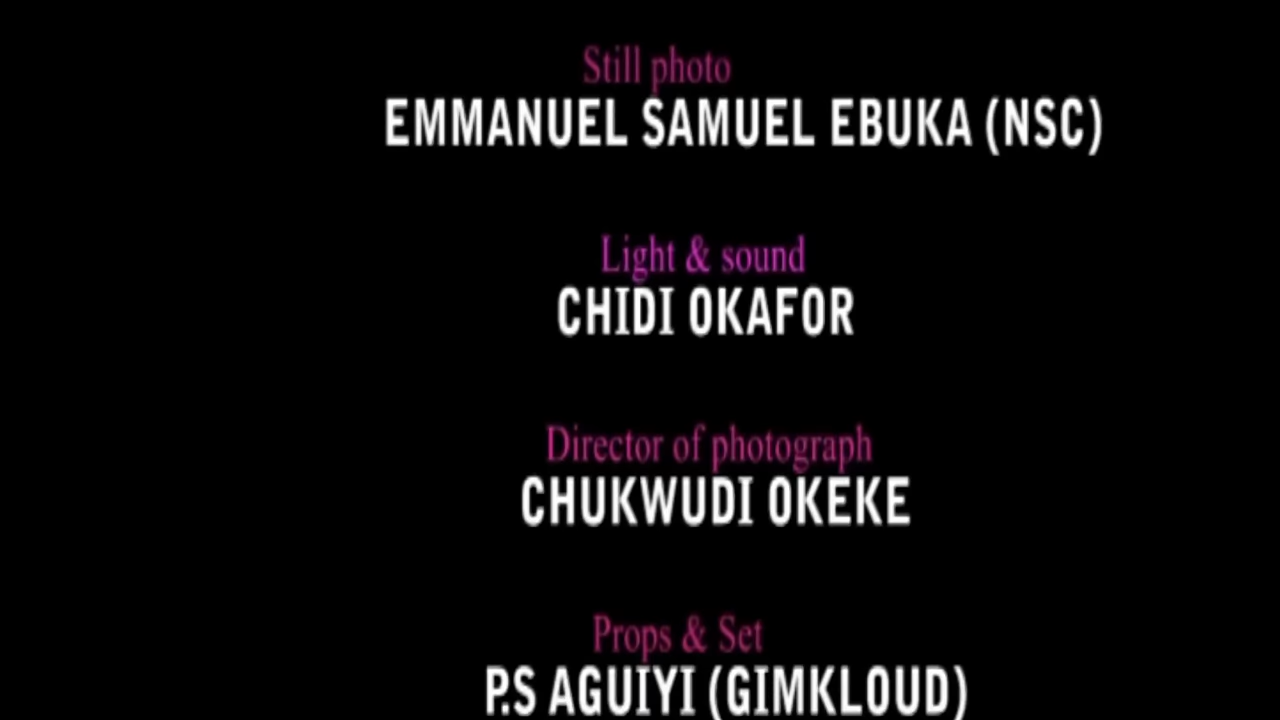 Still photo
EMMANUEL SAMUEL EBUKA (NSC)
Light & sound
CHIDI OKAFOR
Director of photograph
CHUKWUDI OKEKE
Props & Set
P.S AGUIYI (GIMKLOUD)